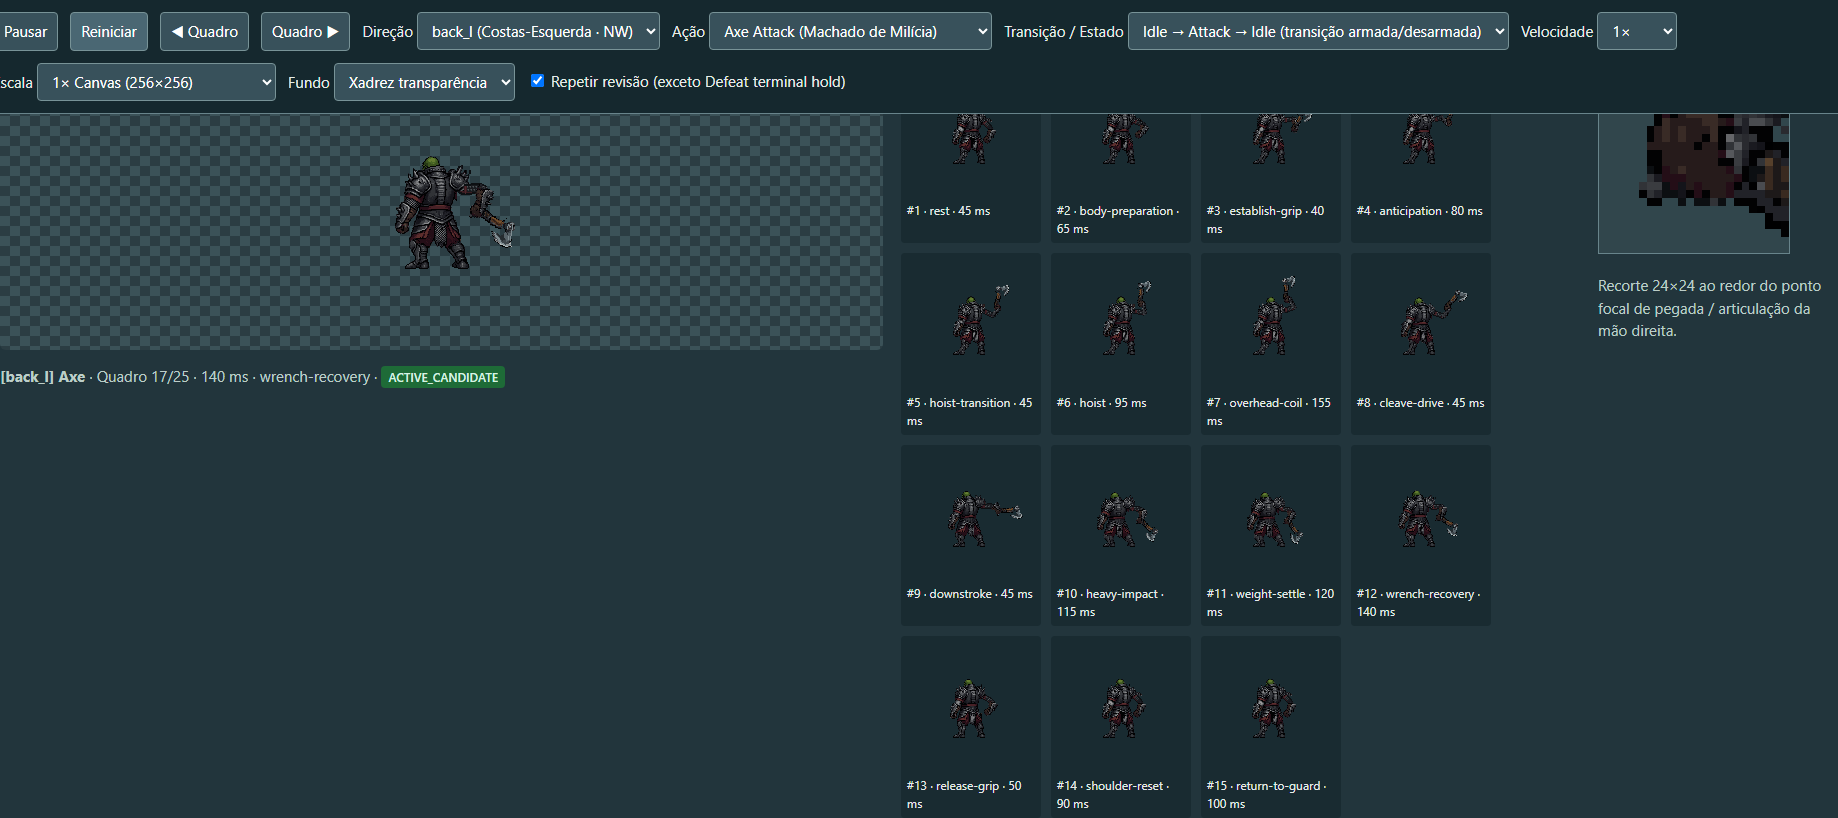 Pausar
Reiniciar
◀ Quadro
Quadro ▶
Direção back_l (Costas-Esquerda · NW)
Ação Axe Attack (Machado de Milícia)
Transição / Estado Idle → Attack → Idle (transição armada/desarmada)
Velocidade 1×
scala 1× Canvas (256×256)
Fundo Xadrez transparência
Repetir revisão (exceto Defeat terminal hold)
[back_l] Axe · Quadro 17/25 · 140 ms · wrench-recovery · ACTIVE_CANDIDATE
#1 · rest · 45 ms
#2 · body-preparation ·
65 ms
#3 · establish-grip · 40
ms
#4 · anticipation · 80 ms
#5 · hoist-transition · 45
ms
#6 · hoist · 95 ms
#7 · overhead-coil · 155
ms
#8 · cleave-drive · 45 ms
#9 · downstroke · 45 ms
#10 · heavy-impact ·
115 ms
#11 · weight-settle · 120
ms
#12 · wrench-recovery ·
140 ms
#13 · release-grip · 50
ms
#14 · shoulder-reset ·
90 ms
#15 · return-to-guard ·
100 ms
Recorte 24×24 ao redor do ponto
focal de pegada / articulação da
mão direita.